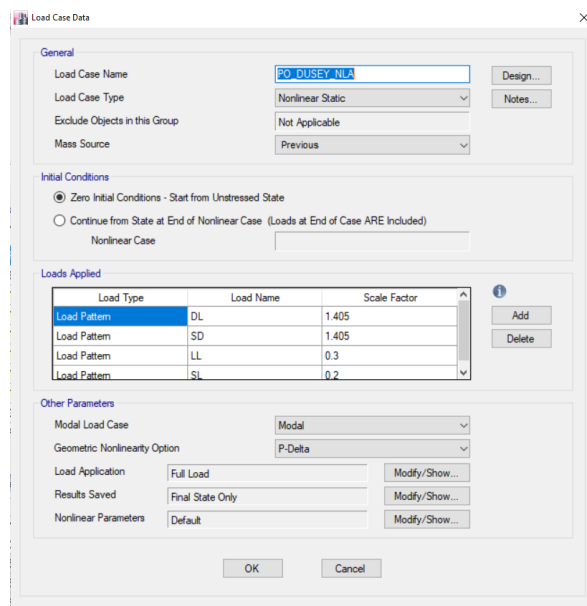 Load Case Data
General
Load Case Name PO_DUSEY_NLA Design...
Load Case Type Nonlinear Static Notes...
Exclude Objects in this Group Not Applicable
Mass Source Previous
Initial Conditions
Zero Initial Conditions - Start from Unstressed State
Continue from State at End of Nonlinear Case (Loads at End of Case ARE Included)
Nonlinear Case
Loads Applied
Load Type Load Name Scale Factor
Load Pattern DL 1.405 Add
Load Pattern SD 1.405 Delete
Load Pattern LL 0.3
Load Pattern SL 0.2
Other Parameters
Modal Load Case Modal
Geometric Nonlinearity Option P-Delta
Load Application Full Load Modify/Show...
Results Saved Final State Only Modify/Show...
Nonlinear Parameters Default Modify/Show...
OK Cancel